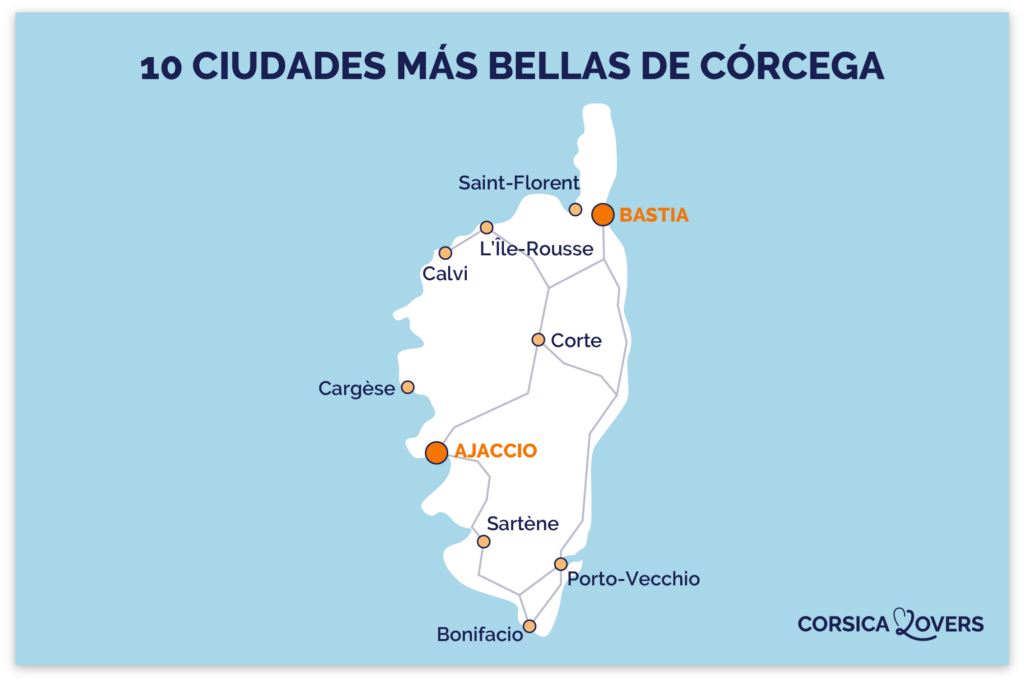 10 CIUDADES MÁS BELLAS DE CÓRCEGA
Saint-Florent
BASTIA
L'Île-Rousse
Calvi
Corte
Cargèse
AJACCIO
Sartène
Porto-Vecchio
Bonifacio
CORSICA LOVERS